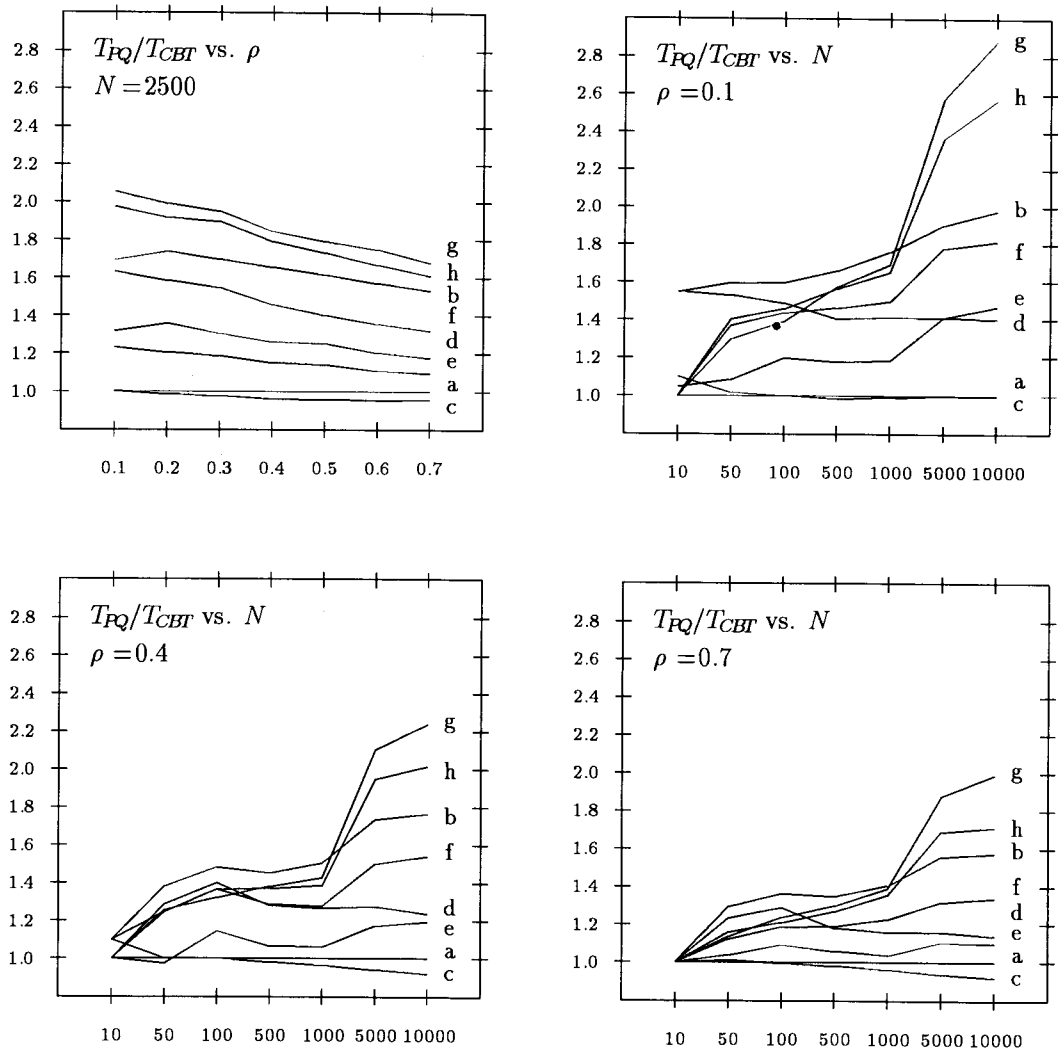 T_PQ/T_CBT vs. ρ
N = 2500
2.8
2.6
2.4
2.2
2.0
1.8
1.6
1.4
1.2
1.0
g
h
b
f
d
e
a
c
0.1 0.2 0.3 0.4 0.5 0.6 0.7
T_PQ/T_CBT vs. N
ρ = 0.1
2.8
2.6
2.4
2.2
2.0
1.8
1.6
1.4
1.2
1.0
g
h
b
f
e
d
a
c
10 50 100 500 1000 5000 10000
T_PQ/T_CBT vs. N
ρ = 0.4
2.8
2.6
2.4
2.2
2.0
1.8
1.6
1.4
1.2
1.0
g
h
b
f
d
e
a
c
10 50 100 500 1000 5000 10000
T_PQ/T_CBT vs. N
ρ = 0.7
2.8
2.6
2.4
2.2
2.0
1.8
1.6
1.4
1.2
1.0
g
h
b
f
d
e
a
c
10 50 100 500 1000 5000 10000